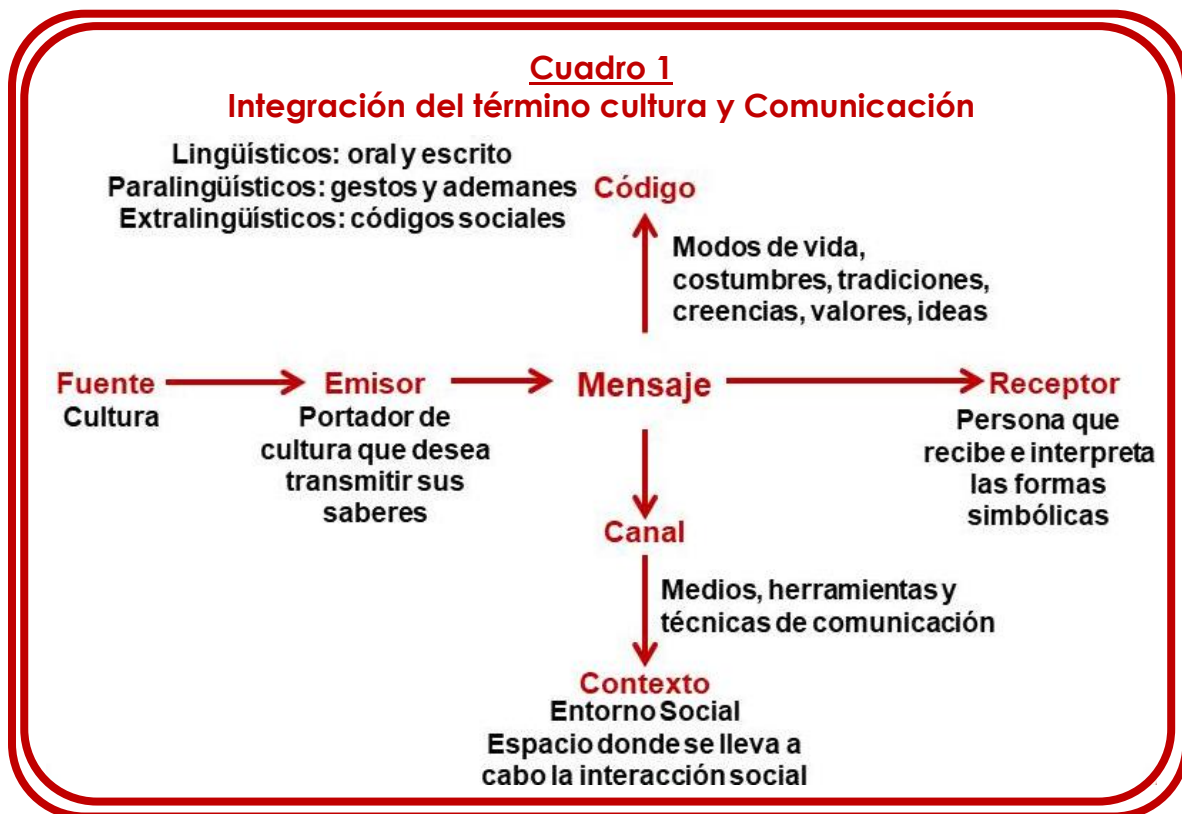 Cuadro 1
Integración del término cultura y Comunicación
Lingüísticos: oral y escrito
Paralingüísticos: gestos y ademanes
Extralingüísticos: códigos sociales
Código
Modos de vida,
costumbres, tradiciones,
creencias, valores, ideas
Fuente
Cultura
Emisor
Portador de
cultura que desea
transmitir sus
saberes
Mensaje
Receptor
Persona que
recibe e interpreta
las formas
simbólicas
Canal
Medios, herramientas y
técnicas de comunicación
Contexto
Entorno Social
Espacio donde se lleva a
cabo la interacción social